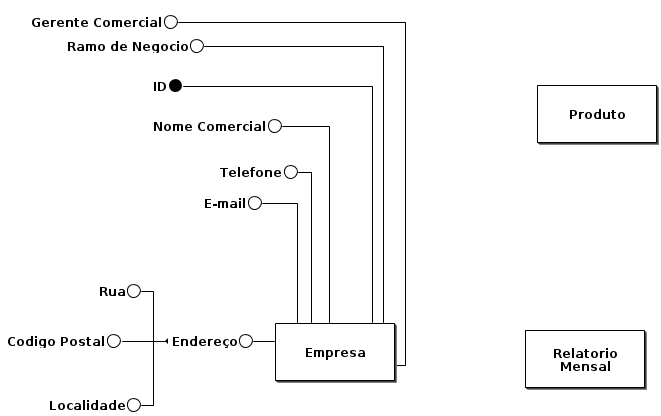 Gerente Comercial
Ramo de Negocio
ID
Produto
Nome Comercial
Telefone
E-mail
Rua
Codigo Postal
Endereço
Empresa
Relatorio
Mensal
Localidade